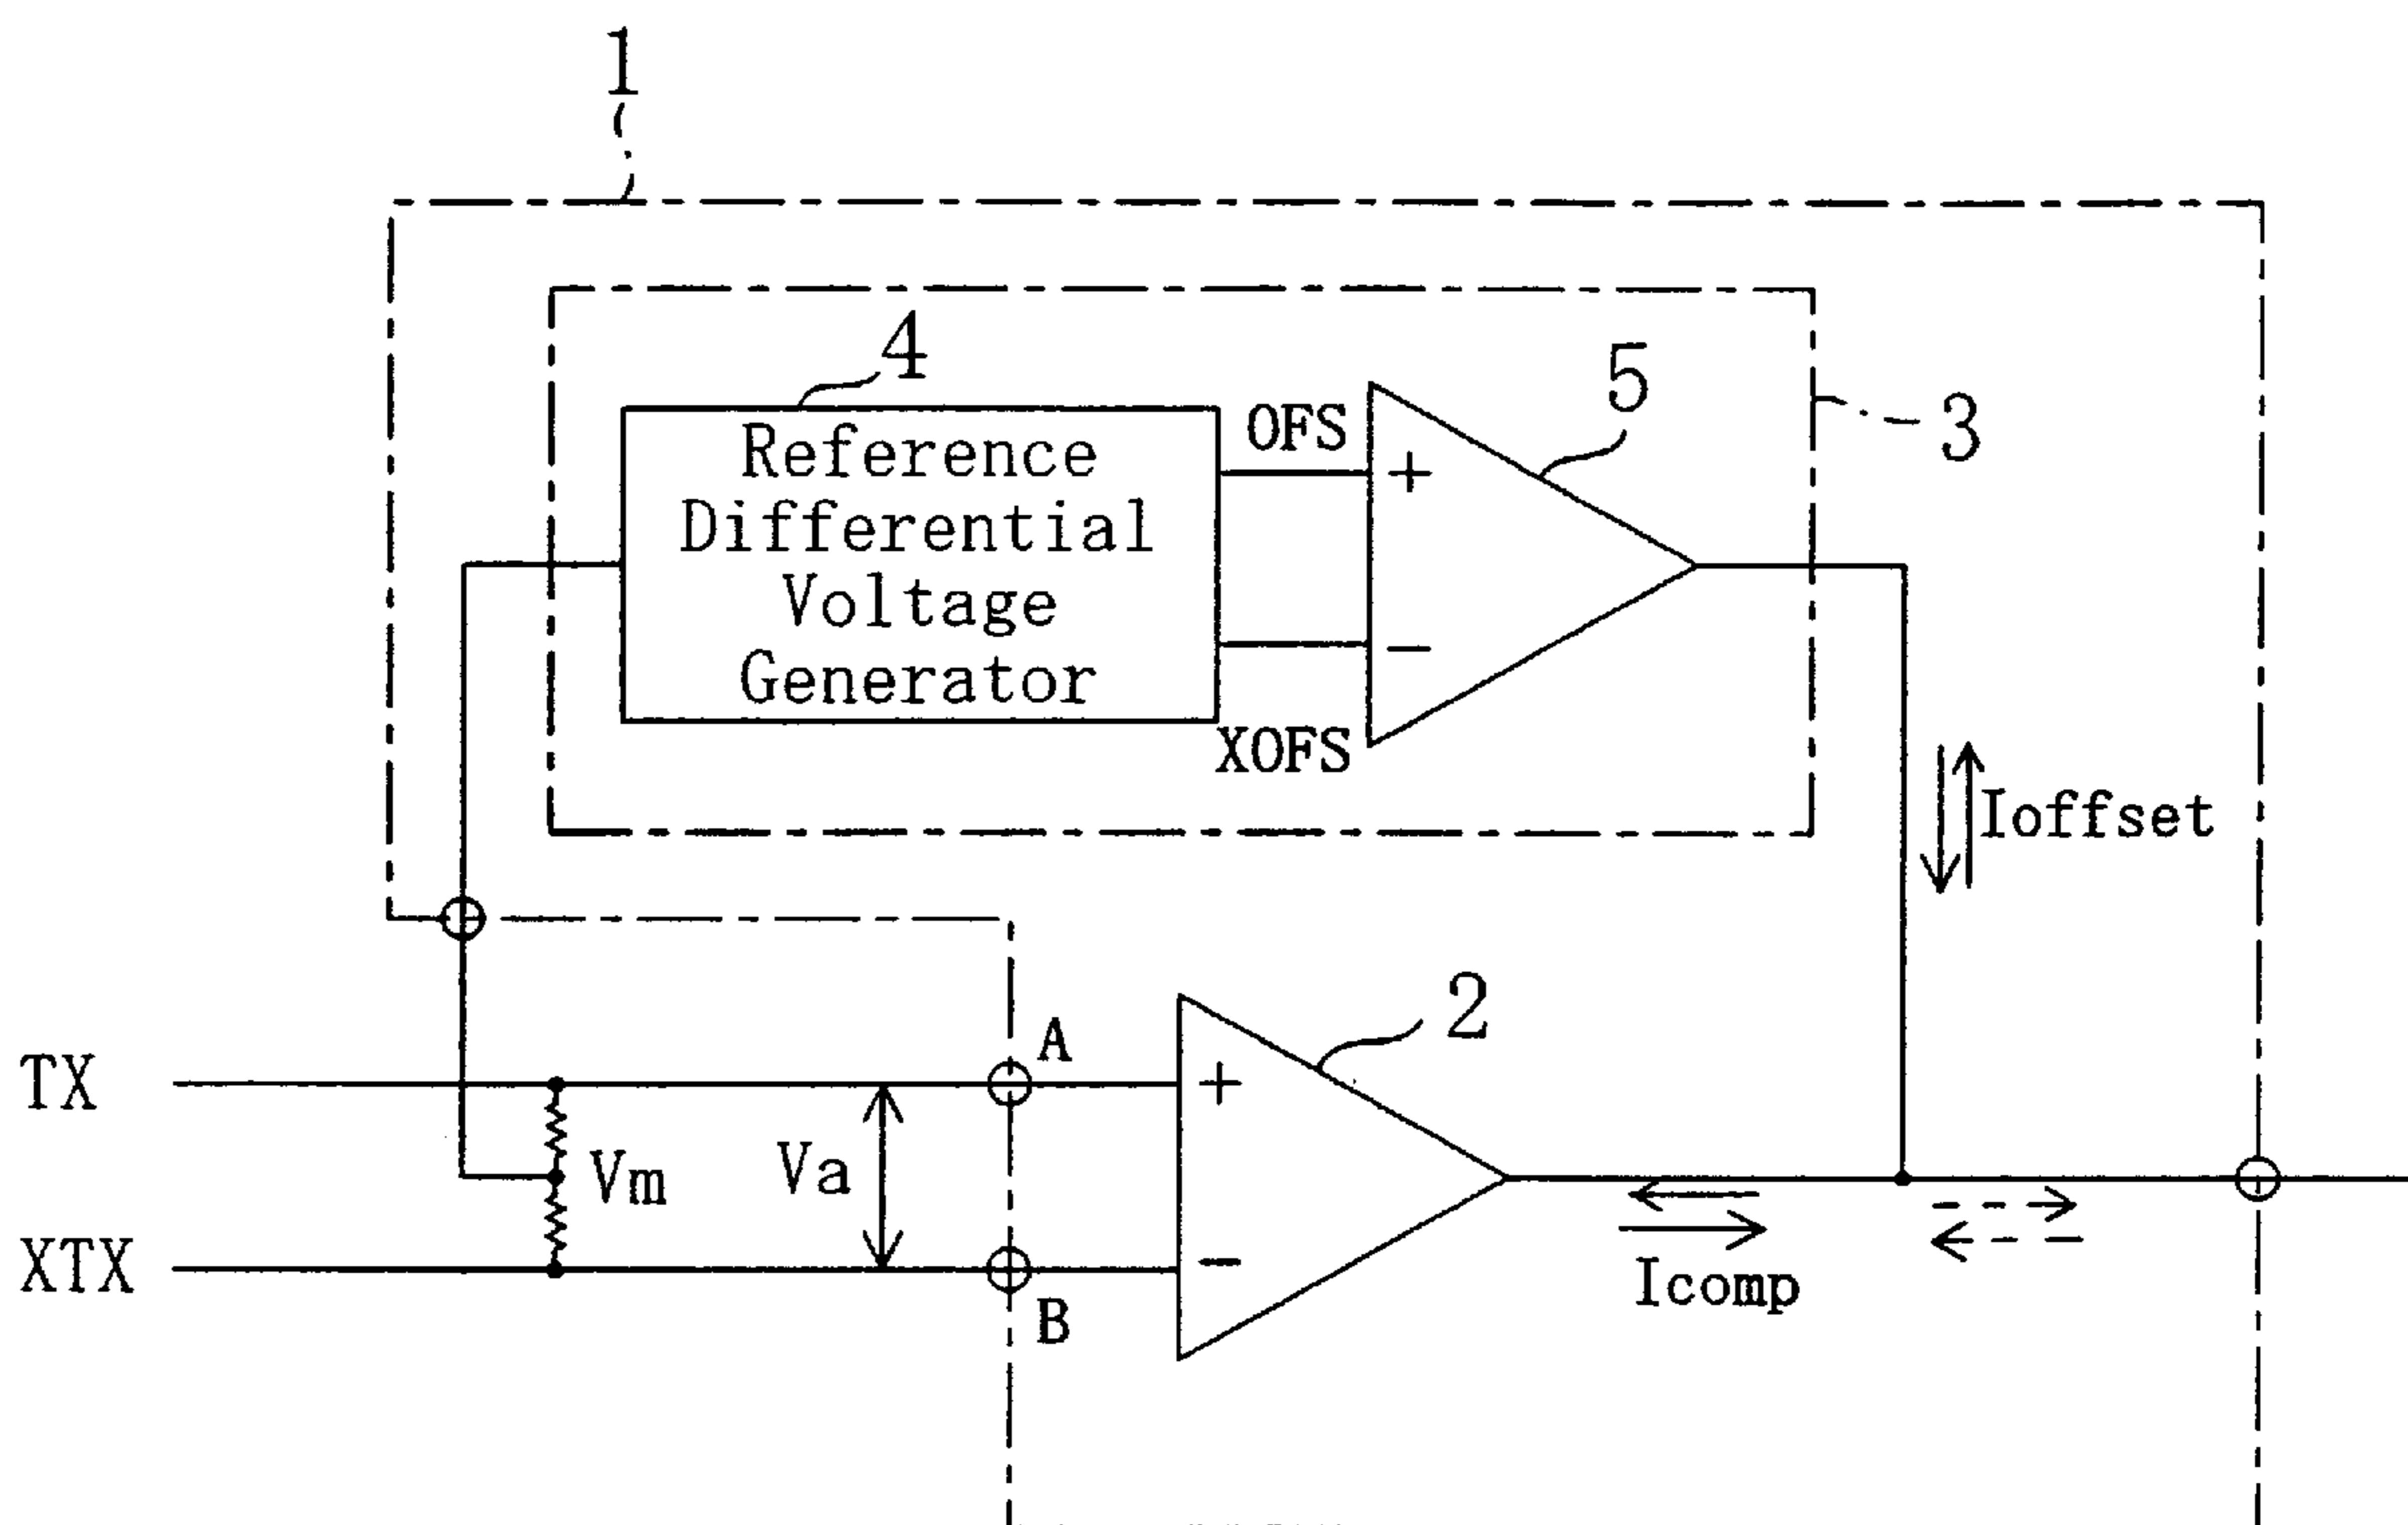 1
4
5
3
OFS
Reference
Differential
Voltage
Generator
+
−
XOFS
Ioffset
2
A
TX
+
Vm
Va
XTX
−
B
Icomp